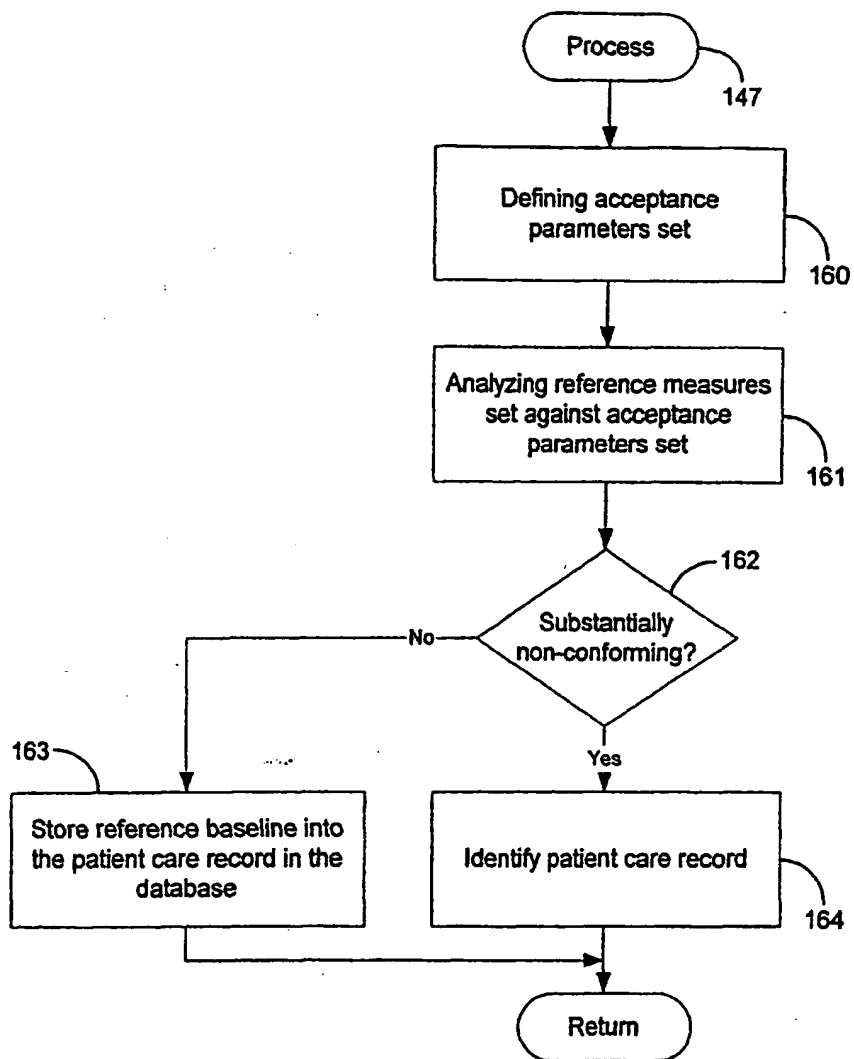 Process
147
Defining acceptance
parameters set
160
Analyzing reference measures
set against acceptance
parameters set
161
162
Substantially
non-conforming?
No
Yes
163
Store reference baseline into
the patient care record in the
database
Identify patient care record
164
Return